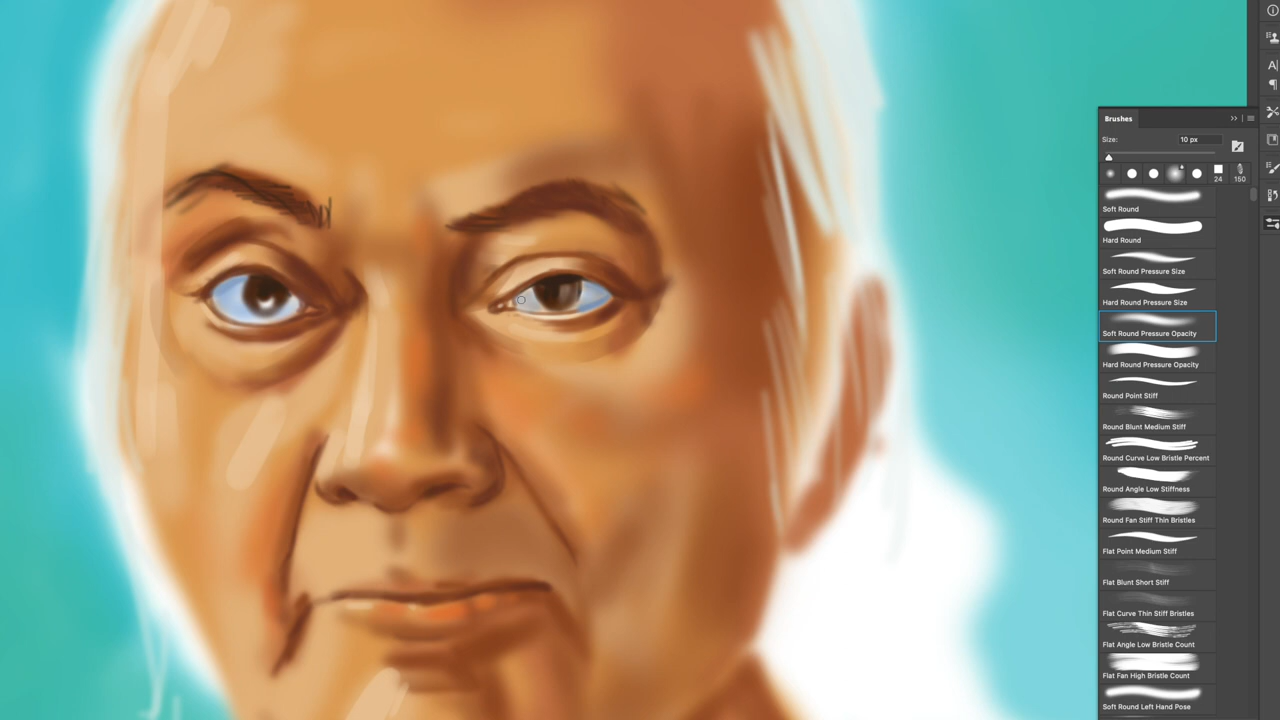 Brushes
Size: 10 px
24 150
Soft Round
Hard Round
Soft Round Pressure Size
Hard Round Pressure Size
Soft Round Pressure Opacity
Hard Round Pressure Opacity
Round Point Stiff
Round Blunt Medium Stiff
Round Curve Low Bristle Percent
Round Angle Low Stiffness
Round Fan Stiff Thin Bristles
Flat Point Medium Stiff
Flat Blunt Short Stiff
Flat Curve Thin Stiff Bristles
Flat Angle Low Bristle Count
Flat Fan High Bristle Count
Soft Round Left Hand Pose